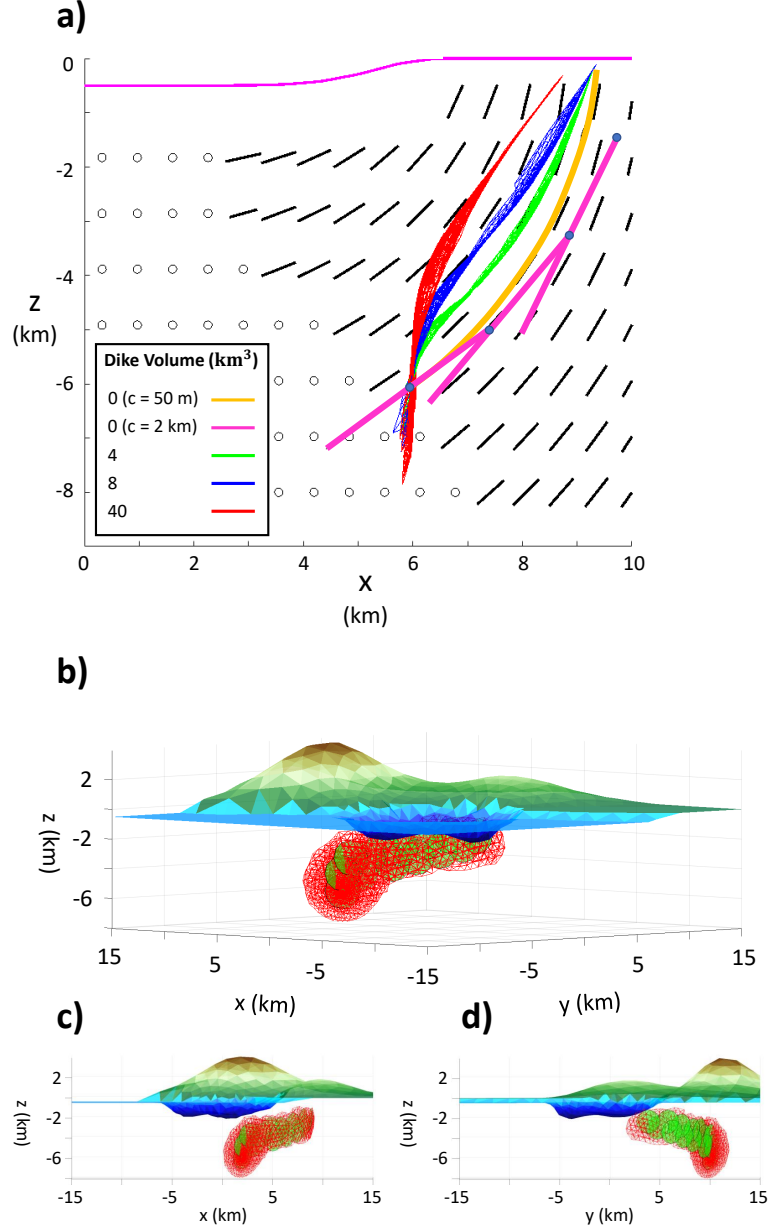 a)
0
-2
-4
-6
-8
z
(km)
Dike Volume (km³)
0 (c = 50 m)
0 (c = 2 km)
4
8
40
0 2 4 6 8 10
x
(km)
b)
2
-2
-6
z (km)
15 5 -5 -15 -5 5 15
x (km) y (km)
c) d)
2
-2
-6
z (km)
-15 -5 5 15
x (km)
2
-2
-6
z (km)
-15 -5 5 15
y (km)